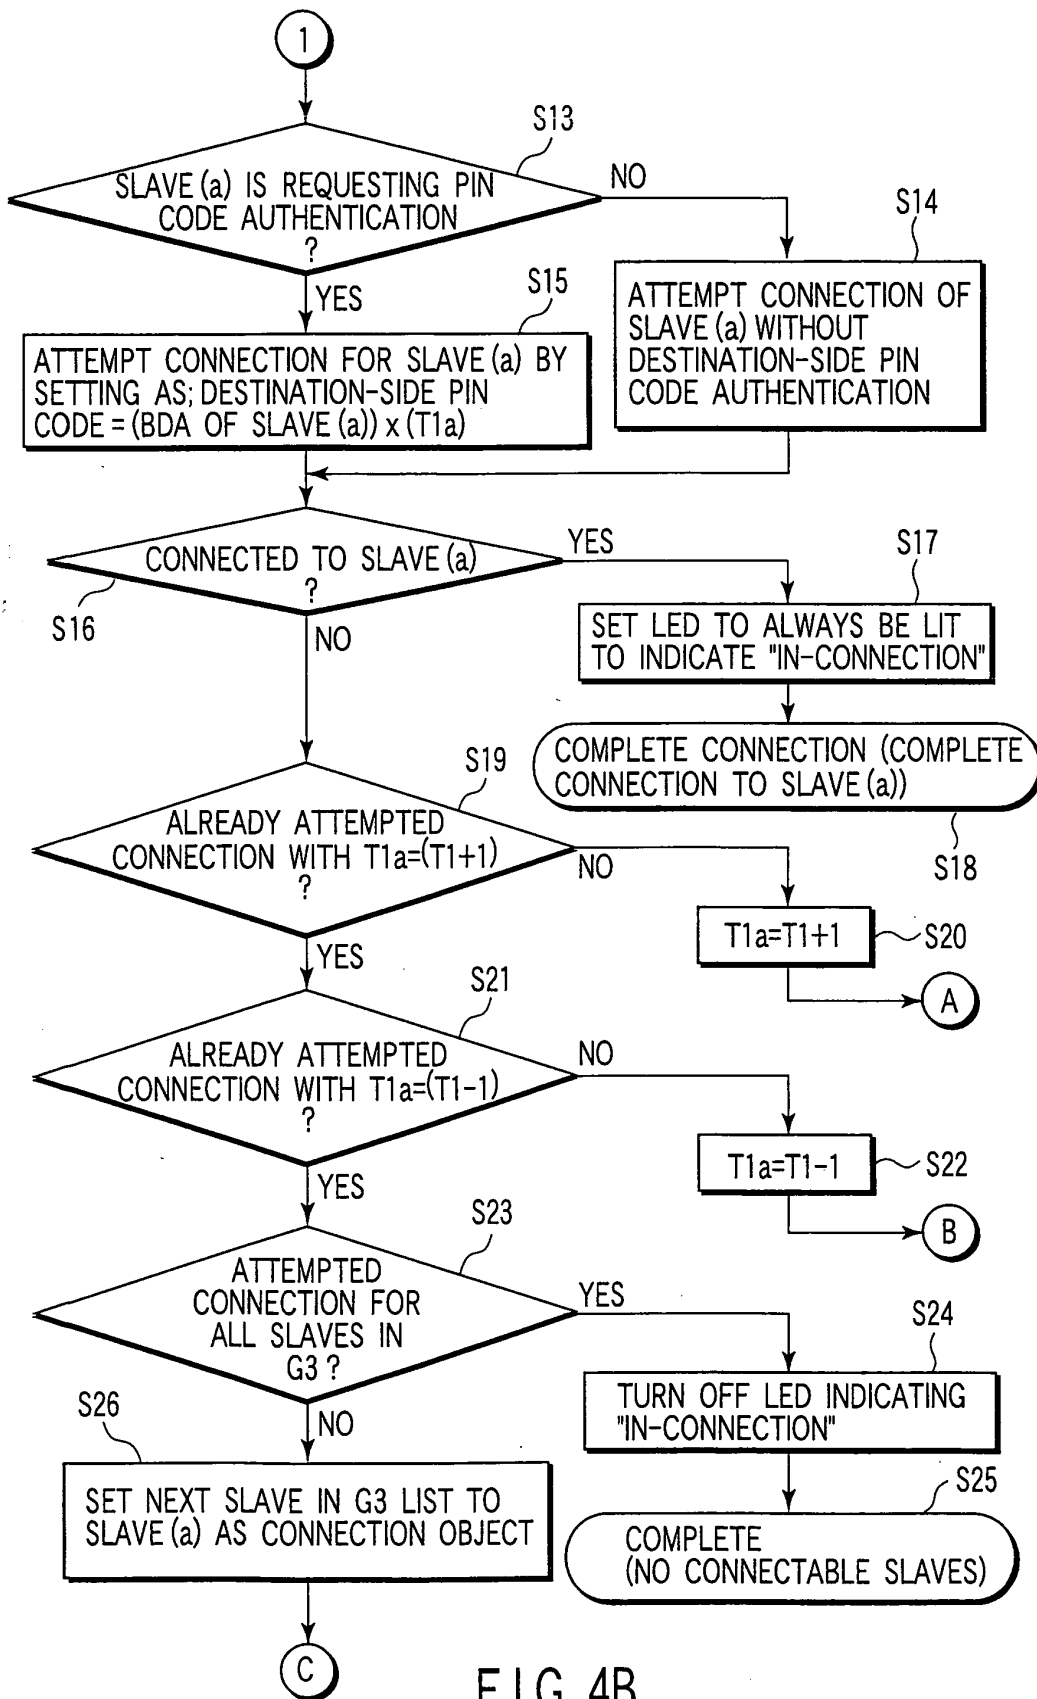 1
S13
SLAVE (a) IS REQUESTING PIN
CODE AUTHENTICATION
?
NO
YES
S14
ATTEMPT CONNECTION OF
SLAVE (a) WITHOUT
DESTINATION-SIDE PIN
CODE AUTHENTICATION
S15
ATTEMPT CONNECTION FOR SLAVE (a) BY
SETTING AS; DESTINATION-SIDE PIN
CODE = (BDA OF SLAVE (a)) x (T1a)
CONNECTED TO SLAVE (a)
?
S16
YES
NO
S17
SET LED TO ALWAYS BE LIT
TO INDICATE "IN-CONNECTION"
COMPLETE CONNECTION (COMPLETE
CONNECTION TO SLAVE (a))
S18
S19
ALREADY ATTEMPTED
CONNECTION WITH T1a=(T1+1)
?
NO
YES
T1a=T1+1
S20
A
S21
ALREADY ATTEMPTED
CONNECTION WITH T1a=(T1-1)
?
NO
YES
T1a=T1-1
S22
B
S23
ATTEMPTED
CONNECTION FOR
ALL SLAVES IN
G3 ?
YES
NO
S24
TURN OFF LED INDICATING
"IN-CONNECTION"
S25
COMPLETE
(NO CONNECTABLE SLAVES)
S26
SET NEXT SLAVE IN G3 LIST TO
SLAVE (a) AS CONNECTION OBJECT
C
FIG. 4B